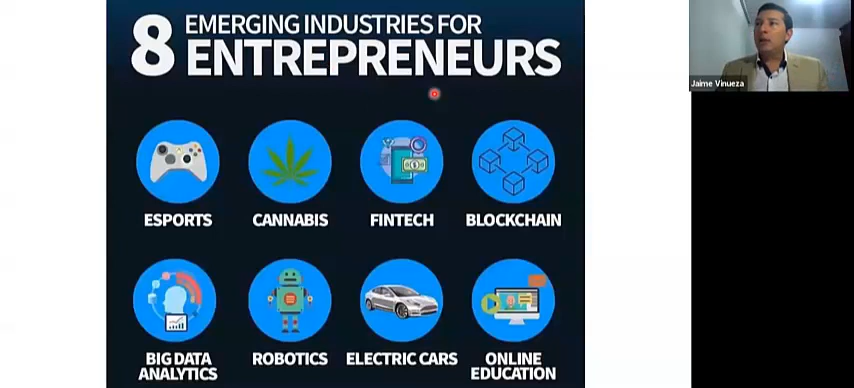 8 EMERGING INDUSTRIES FOR
ENTREPRENEURS
Jaime Vinueza
ESPORTS
CANNABIS
FINTECH
BLOCKCHAIN
BIG DATA
ANALYTICS
ROBOTICS
ELECTRIC CARS
ONLINE
EDUCATION